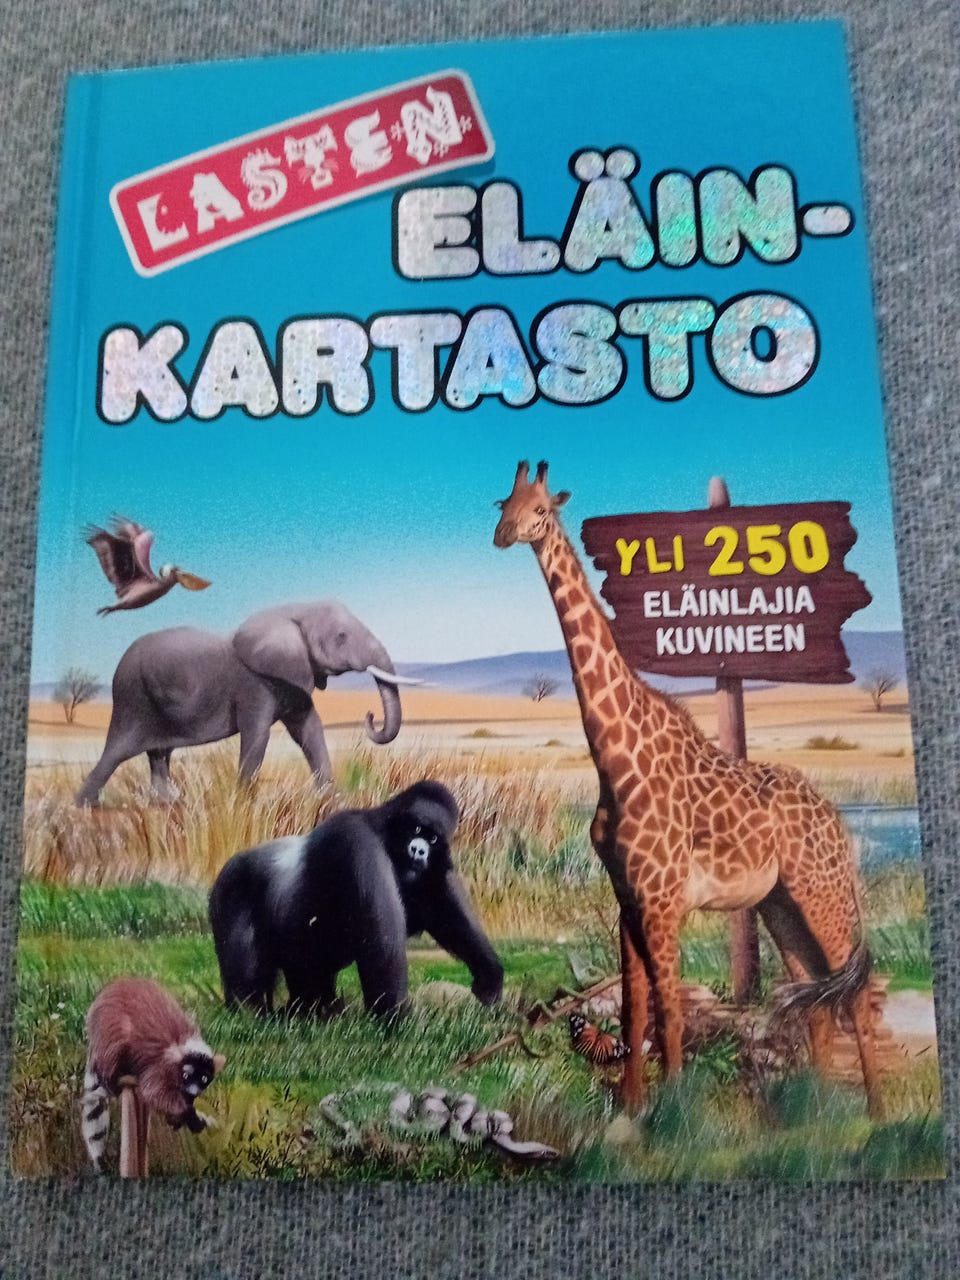 LASTEN
ELÄIN-
KARTASTO
YLI 250
ELÄINLAJIA
KUVINEEN